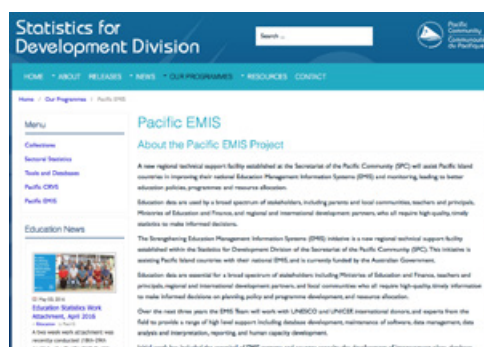 Statistics for
Development Division
Search ...
Pacific
Community
Communauté
du Pacifique
HOME ABOUT RELEASES NEWS OUR PROGRAMMES RESOURCES CONTACT
Home / Our Programmes / Pacific EMIS
Menu
Collections
Sectoral Statistics
Tools and Databases
Pacific CRVS
Pacific EMIS
Education News
03 May 2016
Education Statistics Work
Attachment, April 2016
A two week work attachment was
recently conducted (18th-29th
Pacific EMIS
About the Pacific EMIS Project
A new regional technical support facility established at the Secretariat of the Pacific Community (SPC) will assist Pacific Island
countries in improving their national Education Management Information Systems (EMIS) and monitoring, leading to better
education policies, programmes and resource allocation.
Education data are used by a broad spectrum of stakeholders, including parents and local communities, teachers and principals,
Ministries of Education and Finance, and regional and international development partners, who all require high-quality, timely
statistics to make informed decisions.
The Strengthening Education Management Information Systems (EMIS) initiative is a new regional technical support facility
established within the Statistics for Development Division of the Secretariat of the Pacific Community (SPC). This initiative is
assisting Pacific Island Countries with their national EMIS, and is currently funded by the Australian Government.
Education data are essential for a broad spectrum of stakeholders including Ministries of Education and Finance, teachers and
principals, regional and international development partners, and local communities who all require high-quality, timely information
to make informed decisions on planning, policy and programme development, and resource allocation.
Over the next three years the EMIS Team will work with UNESCO and UNICEF, international donors, and experts from the
field to provide a range of high level support including database development, maintenance of software, data management, data
analysis and interpretation, reporting, and human capacity development.